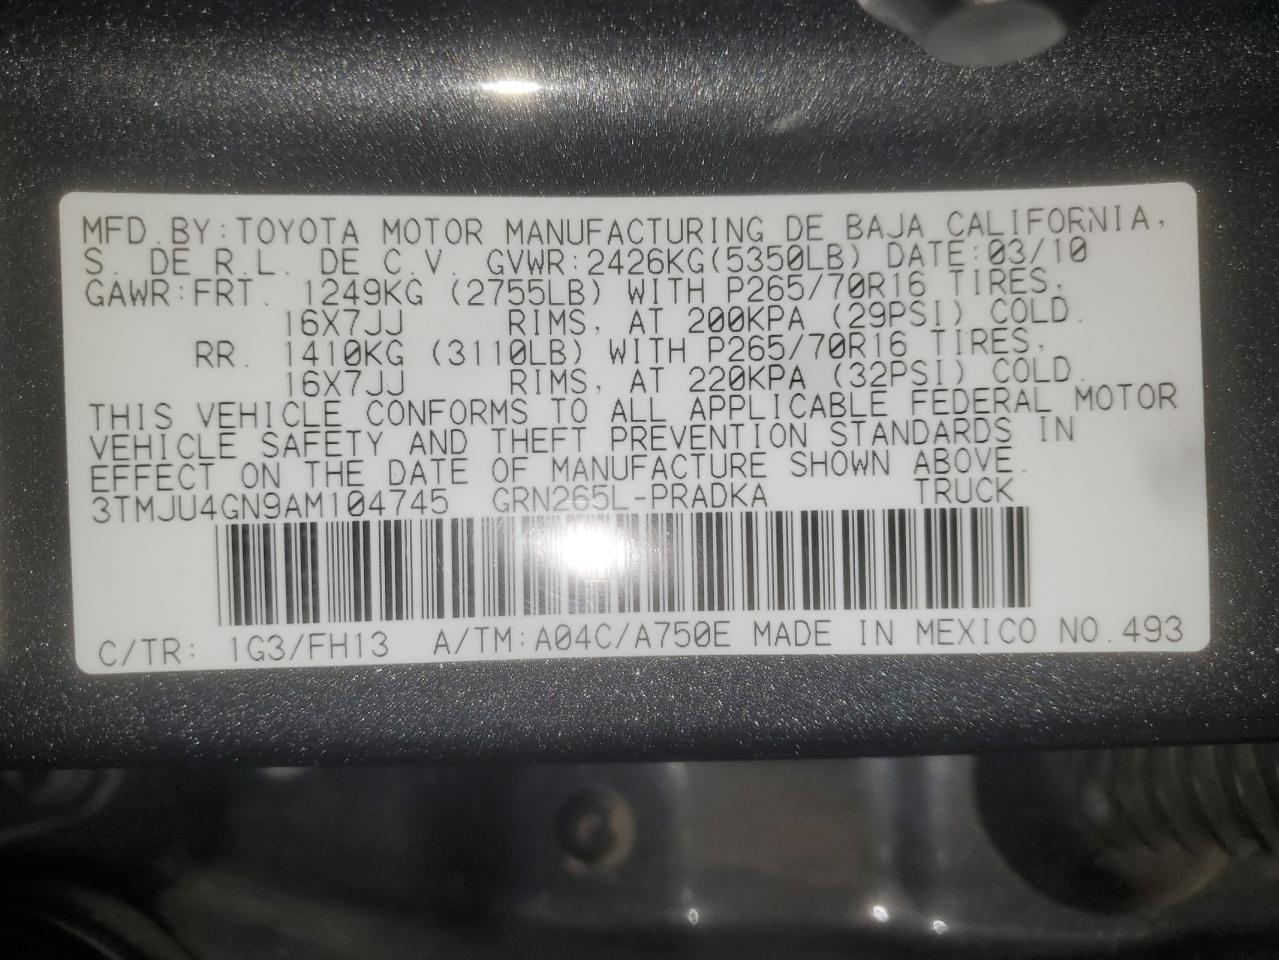 MFD.BY:TOYOTA MOTOR MANUFACTURING DE BAJA CALIFORNIA,
S. DE R.L. DE C.V. GVWR:2426KG(5350LB) DATE:03/10
GAWR:FRT. 1249KG (2755LB) WITH P265/70R16 TIRES,
16X7JJ RIMS, AT 200KPA (29PSI) COLD.
RR. 1410KG (3110LB) WITH P265/70R16 TIRES,
16X7JJ RIMS, AT 220KPA (32PSI) COLD.
THIS VEHICLE CONFORMS TO ALL APPLICABLE FEDERAL MOTOR
VEHICLE SAFETY AND THEFT PREVENTION STANDARDS IN
EFFECT ON THE DATE OF MANUFACTURE SHOWN ABOVE.
3TMJU4GN9AM104745 GRN265L-PRADKA TRUCK
C/TR: 1G3/FH13 A/TM:A04C/A750E MADE IN MEXICO NO.493